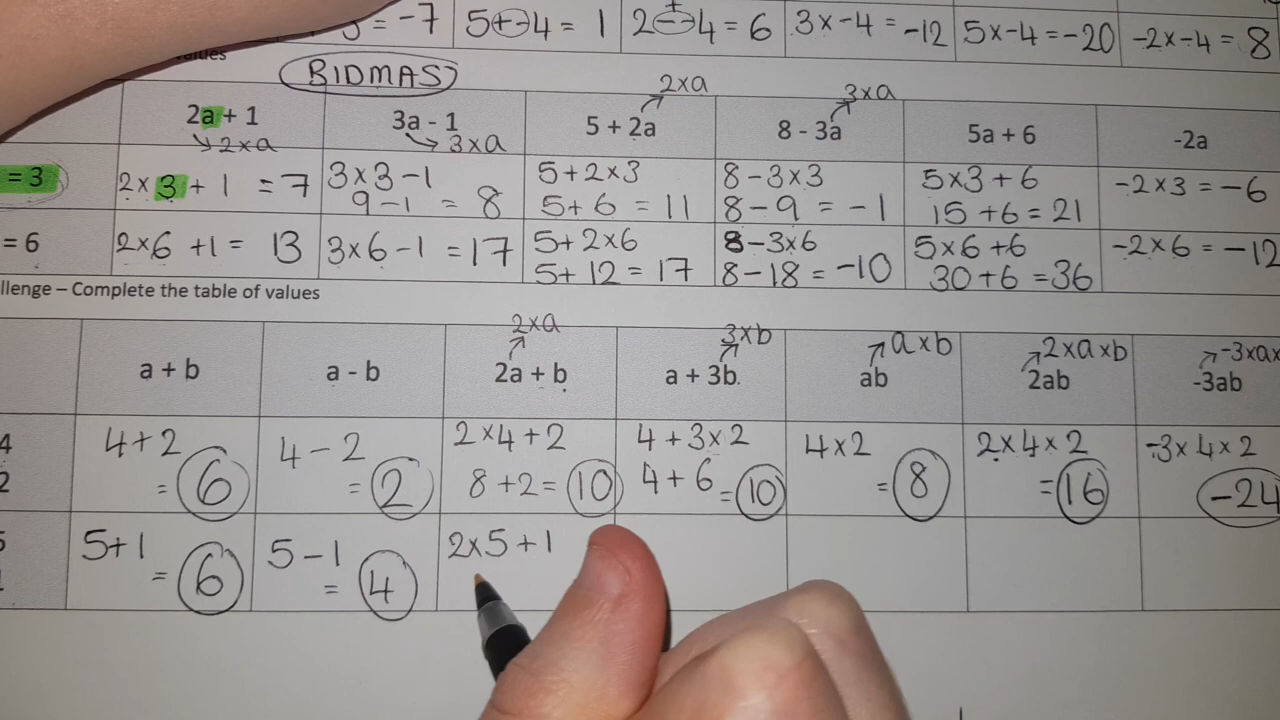 = -7 5+-4 = 1 2--4 = 6 3x-4 = -12 5x-4=-20 -2x-4= 8
+
BIDMAS
2xa 3xa
2a + 1 3a - 1 5 + 2a 8 - 3a 5a + 6 -2a
2xa 3xa
= 3 2 x 3 + 1 = 7 3x3-1 5+2x3 8-3x3 5x3+6 -2x3 = -6
9-1 = 8 5+6 = 11 8-9 = -1 15+6=21
= 6 2x6 +1 = 13 3x6-1 =17 5+2x6 8-3x6 5x6+6 -2x6 = -12
5+12=17 8-18=-10 30+6=36
llenge – Complete the table of values
2xa 3xb axb 2xaxb -3xax
a + b a - b 2a + b a + 3b ab 2ab -3ab
4 4+2 4-2 2x4+2 4+3x2 4x2 2x4x2 -3x4x2
2 = 6 = 2 8+2=10 4+6=10 = 8 =16 -24
5 5+1 5-1 2x5+1
= 6 = 4